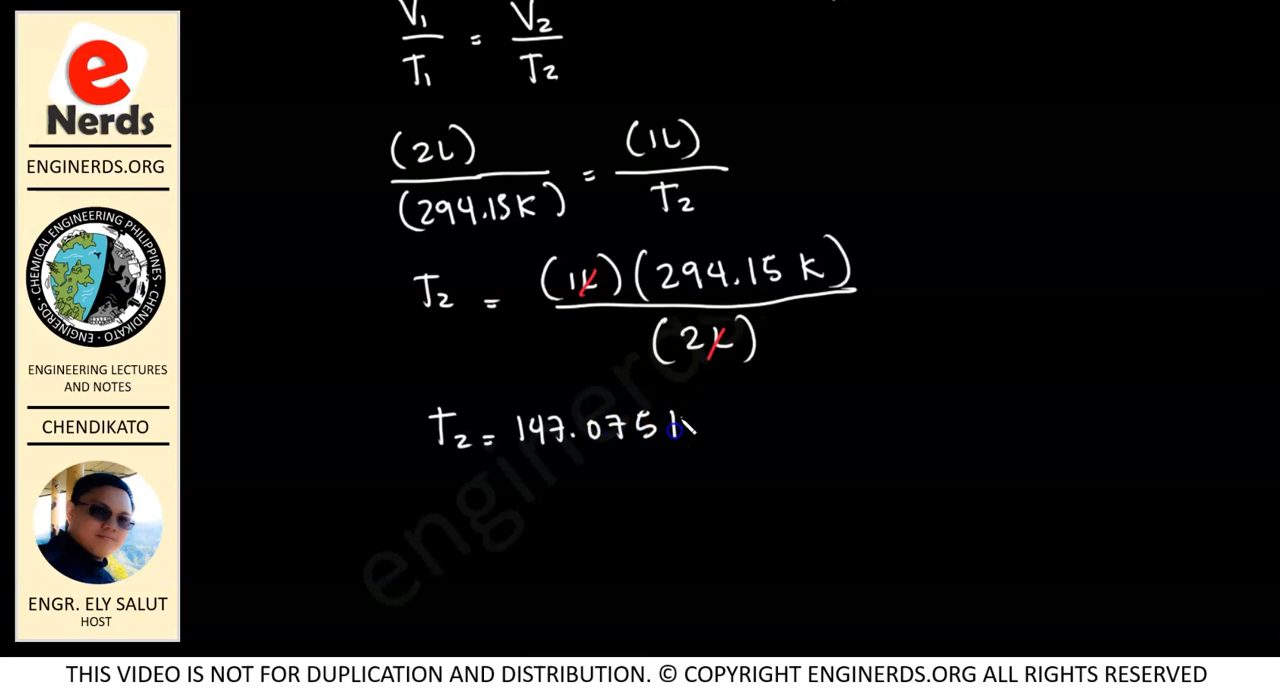 e
Nerds
ENGINERDS.ORG
CHEMICAL ENGINEERING PHILIPPINES
CHENDIKATO - ENGINERDS
ENGINEERING LECTURES
AND NOTES
CHENDIKATO
ENGR. ELY SALUT
HOST
V₁/T₁ = V₂/T₂
(2L)/(294.15K) = (1L)/T₂
T₂ = (1L)(294.15 K)/(2L)
T₂ = 147.075 K
enginerds
THIS VIDEO IS NOT FOR DUPLICATION AND DISTRIBUTION. © COPYRIGHT ENGINERDS.ORG ALL RIGHTS RESERVED